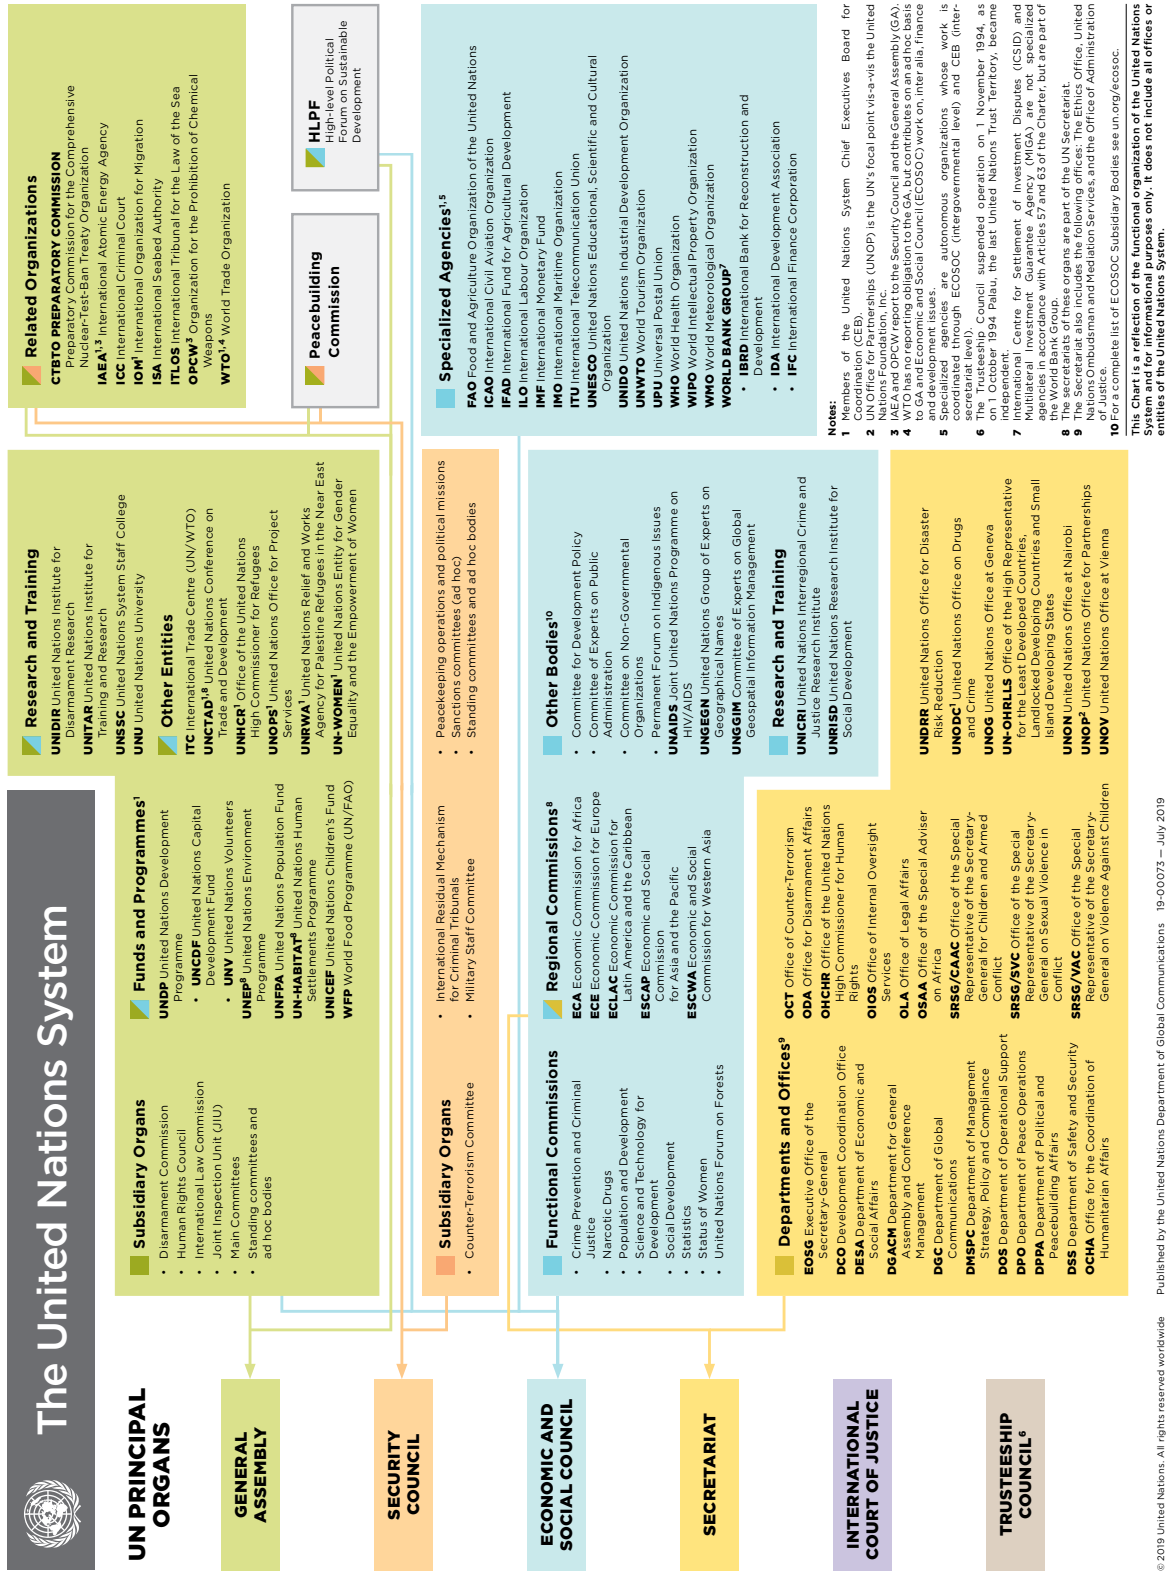 The United Nations System
UN PRINCIPAL
ORGANS
GENERAL
ASSEMBLY
SECURITY
COUNCIL
ECONOMIC AND
SOCIAL COUNCIL
SECRETARIAT
INTERNATIONAL
COURT OF JUSTICE
TRUSTEESHIP
COUNCIL⁶
Subsidiary Organs
• Disarmament Commission
• Human Rights Council
• International Law Commission
• Joint Inspection Unit (JIU)
• Main Committees
• Standing committees and
ad hoc bodies
Funds and Programmes¹
UNDP United Nations Development
Programme
• UNCDF United Nations Capital
Development Fund
• UNV United Nations Volunteers
UNEP⁸ United Nations Environment
Programme
UNFPA United Nations Population Fund
UN-HABITAT⁸ United Nations Human
Settlements Programme
UNICEF United Nations Children's Fund
WFP World Food Programme (UN/FAO)
Research and Training
UNIDIR United Nations Institute for
Disarmament Research
UNITAR United Nations Institute for
Training and Research
UNSSC United Nations System Staff College
UNU United Nations University
Other Entities
ITC International Trade Centre (UN/WTO)
UNCTAD¹,⁸ United Nations Conference on
Trade and Development
UNHCR¹ Office of the United Nations
High Commissioner for Refugees
UNOPS¹ United Nations Office for Project
Services
UNRWA¹ United Nations Relief and Works
Agency for Palestine Refugees in the Near East
UN-WOMEN¹ United Nations Entity for Gender
Equality and the Empowerment of Women
Related Organizations
CTBTO PREPARATORY COMMISSION
Preparatory Commission for the Comprehensive
Nuclear-Test-Ban Treaty Organization
IAEA¹,³ International Atomic Energy Agency
ICC International Criminal Court
IOM¹ International Organization for Migration
ISA International Seabed Authority
ITLOS International Tribunal for the Law of the Sea
OPCW³ Organization for the Prohibition of Chemical
Weapons
WTO¹,⁴ World Trade Organization
Peacebuilding
Commission
HLPF
High-level Political
Forum on Sustainable
Development
Subsidiary Organs
• Counter-Terrorism Committee
• International Residual Mechanism
for Criminal Tribunals
• Military Staff Committee
• Peacekeeping operations and political missions
• Sanctions committees (ad hoc)
• Standing committees and ad hoc bodies
Functional Commissions
• Crime Prevention and Criminal
Justice
• Narcotic Drugs
• Population and Development
• Science and Technology for
Development
• Social Development
• Statistics
• Status of Women
• United Nations Forum on Forests
Regional Commissions⁸
ECA Economic Commission for Africa
ECE Economic Commission for Europe
ECLAC Economic Commission for
Latin America and the Caribbean
ESCAP Economic and Social
Commission
for Asia and the Pacific
ESCWA Economic and Social
Commission for Western Asia
Other Bodies¹⁰
• Committee for Development Policy
• Committee of Experts on Public
Administration
• Committee on Non-Governmental
Organizations
• Permanent Forum on Indigenous Issues
UNAIDS Joint United Nations Programme on
HIV/AIDS
UNGEGN United Nations Group of Experts on
Geographical Names
UNGGIM Committee of Experts on Global
Geospatial Information Management
Research and Training
UNICRI United Nations Interregional Crime and
Justice Research Institute
UNRISD United Nations Research Institute for
Social Development
Specialized Agencies¹,⁵
FAO Food and Agriculture Organization of the United Nations
ICAO International Civil Aviation Organization
IFAD International Fund for Agricultural Development
ILO International Labour Organization
IMF International Monetary Fund
IMO International Maritime Organization
ITU International Telecommunication Union
UNESCO United Nations Educational, Scientific and Cultural
Organization
UNIDO United Nations Industrial Development Organization
UNWTO World Tourism Organization
UPU Universal Postal Union
WHO World Health Organization
WIPO World Intellectual Property Organization
WMO World Meteorological Organization
WORLD BANK GROUP⁷
• IBRD International Bank for Reconstruction and
Development
• IDA International Development Association
• IFC International Finance Corporation
Departments and Offices⁹
EOSG Executive Office of the
Secretary-General
DCO Development Coordination Office
DESA Department of Economic and
Social Affairs
DGACM Department for General
Assembly and Conference
Management
DGC Department of Global
Communications
DMSPC Department of Management
Strategy, Policy and Compliance
DOS Department of Operational Support
DPO Department of Peace Operations
DPPA Department of Political and
Peacebuilding Affairs
DSS Department of Safety and Security
OCHA Office for the Coordination of
Humanitarian Affairs
OCT Office of Counter-Terrorism
ODA Office for Disarmament Affairs
OHCHR Office of the United Nations
High Commissioner for Human
Rights
OIOS Office of Internal Oversight
Services
OLA Office of Legal Affairs
OSAA Office of the Special Adviser
on Africa
SRSG/CAAC Office of the Special
Representative of the Secretary-
General for Children and Armed
Conflict
SRSG/SVC Office of the Special
Representative of the Secretary-
General on Sexual Violence in
Conflict
SRSG/VAC Office of the Special
Representative of the Secretary-
General on Violence Against Children
UNDRR United Nations Office for Disaster
Risk Reduction
UNODC¹ United Nations Office on Drugs
and Crime
UNOG United Nations Office at Geneva
UN-OHRLLS Office of the High Representative
for the Least Developed Countries,
Landlocked Developing Countries and Small
Island Developing States
UNON United Nations Office at Nairobi
UNOP² United Nations Office for Partnerships
UNOV United Nations Office at Vienna
Notes:
1 Members of the United Nations System Chief Executives Board for
Coordination (CEB).
2 UN Office for Partnerships (UNOP) is the UN's focal point vis-a-vis the United
Nations Foundation, Inc.
3 IAEA and OPCW report to the Security Council and the General Assembly (GA).
4 WTO has no reporting obligation to the GA, but contributes on an ad hoc basis
to GA and Economic and Social Council (ECOSOC) work on, inter alia, finance
and development issues.
5 Specialized agencies are autonomous organizations whose work is
coordinated through ECOSOC (intergovernmental level) and CEB (inter-
secretariat level).
6 The Trusteeship Council suspended operation on 1 November 1994, as
on 1 October 1994 Palau, the last United Nations Trust Territory, became
independent.
7 International Centre for Settlement of Investment Disputes (ICSID) and
Multilateral Investment Guarantee Agency (MIGA) are not specialized
agencies in accordance with Articles 57 and 63 of the Charter, but are part of
the World Bank Group.
8 The secretariats of these organs are part of the UN Secretariat.
9 The Secretariat also includes the following offices: The Ethics Office, United
Nations Ombudsman and Mediation Services, and the Office of Administration
of Justice.
10 For a complete list of ECOSOC Subsidiary Bodies see un.org/ecosoc.
This Chart is a reflection of the functional organization of the United Nations
System and for informational purposes only. It does not include all offices or
entities of the United Nations System.
© 2019 United Nations. All rights reserved worldwide
Published by the United Nations Department of Global Communications 19-00073 — July 2019